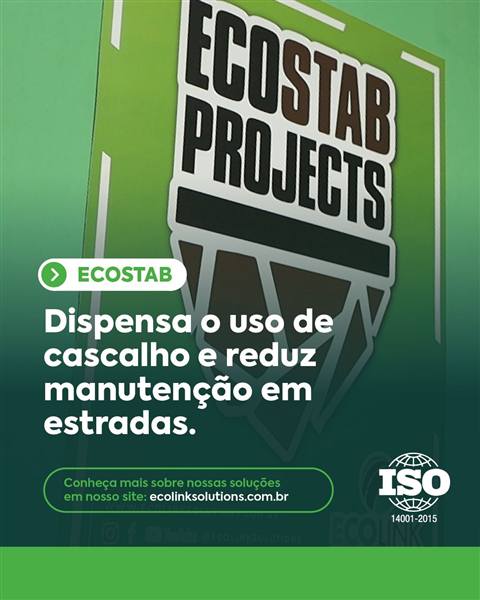 ECOSTAB
PROJECTS
ECOSTAB
Dispensa o uso de
cascalho e reduz
manutenção em
estradas.
Conheça mais sobre nossas soluções
em nosso site: ecolinksolutions.com.br
ISO
14001-2015
ECOLINK